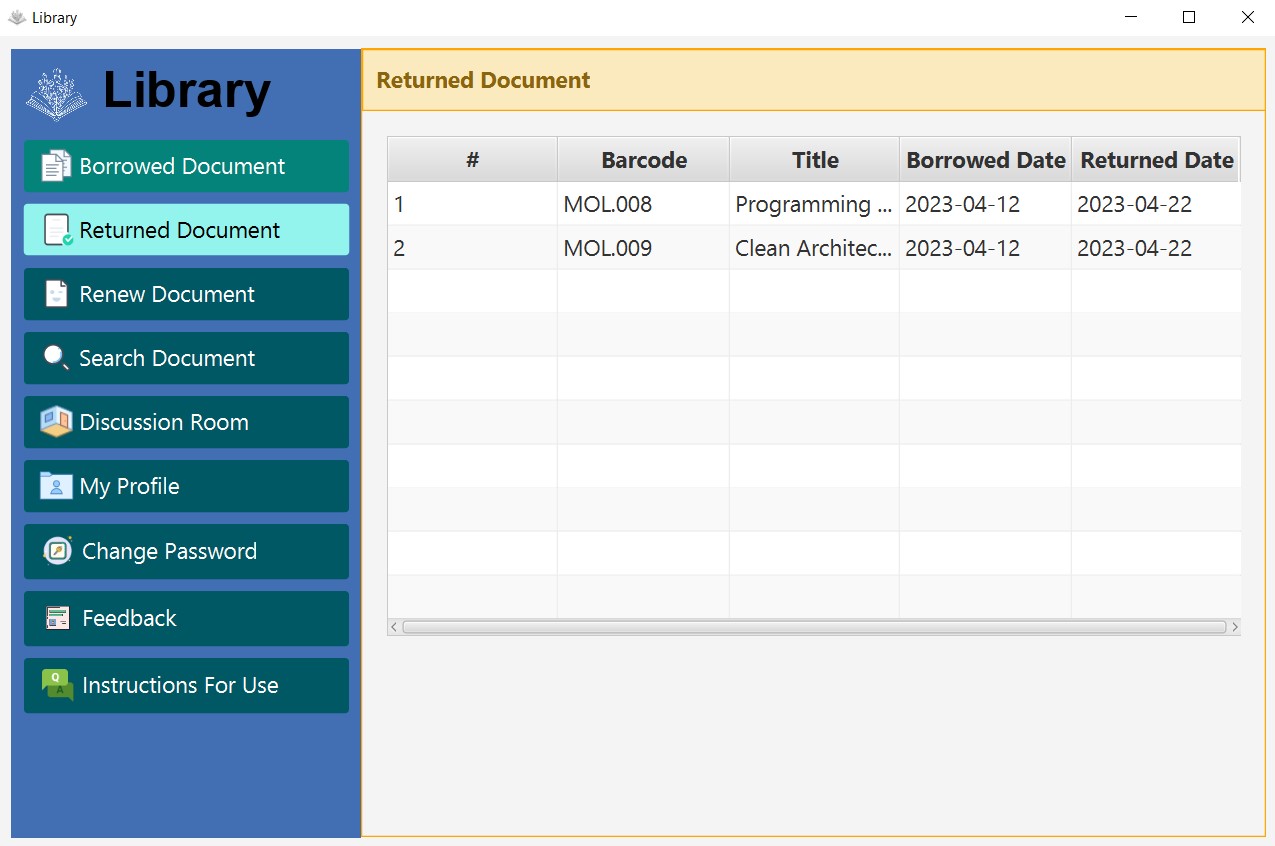 Library
Library
Borrowed Document
Returned Document
Renew Document
Search Document
Discussion Room
My Profile
Change Password
Feedback
Q
A
Instructions For Use
Returned Document
# Barcode Title Borrowed Date Returned Date
1 MOL.008 Programming ... 2023-04-12 2023-04-22
2 MOL.009 Clean Architec... 2023-04-12 2023-04-22